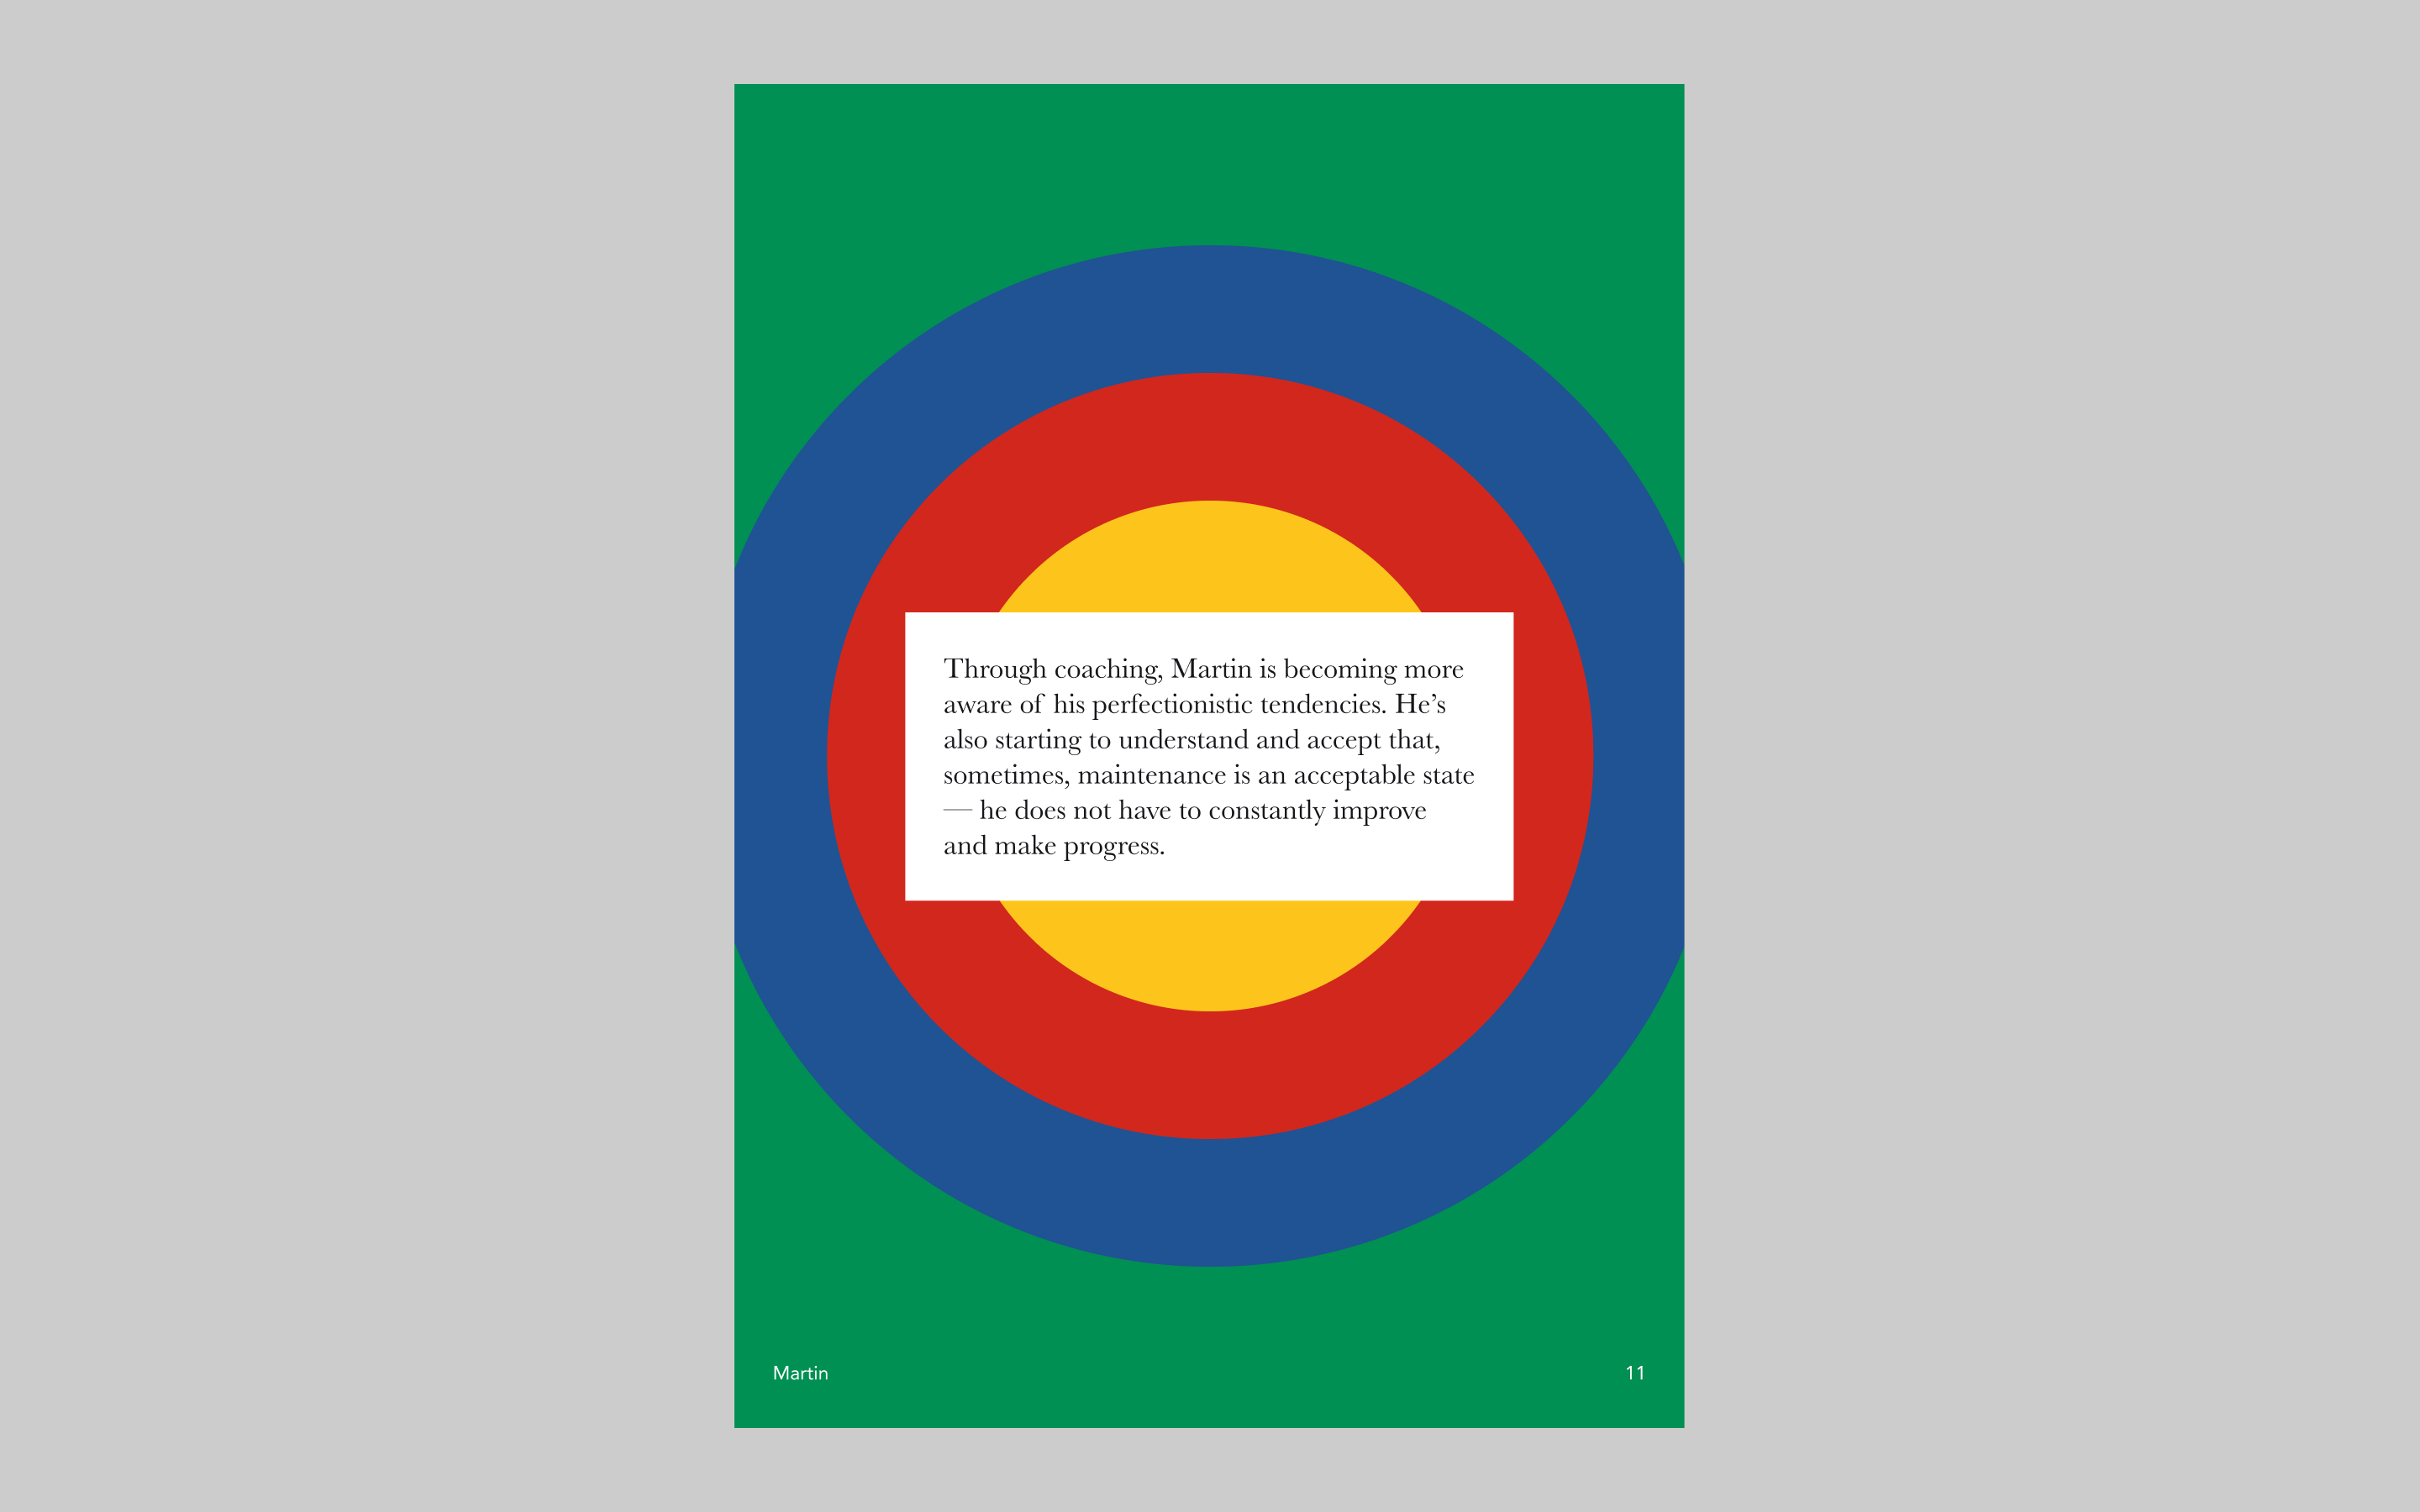 Through coaching, Martin is becoming more
aware of his perfectionistic tendencies. He’s
also starting to understand and accept that,
sometimes, maintenance is an acceptable state
— he does not have to constantly improve
and make progress.
Martin
11